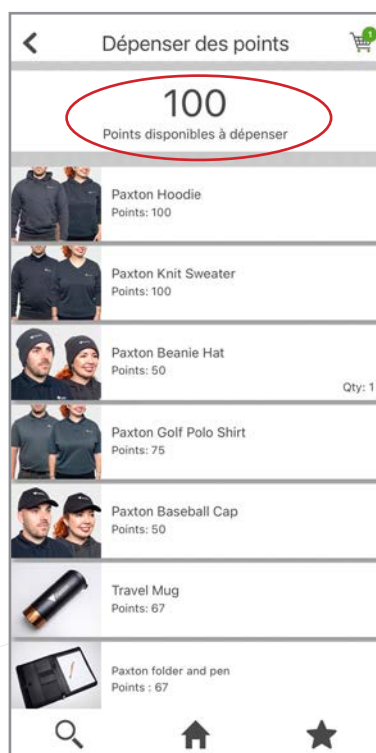 Dépenser des points
1
100
Points disponibles à dépenser
Paxton Hoodie
Points: 100
Paxton Knit Sweater
Points: 100
Paxton Beanie Hat
Points: 50
Qty: 1
Paxton Golf Polo Shirt
Points: 75
Paxton Baseball Cap
Points: 50
Travel Mug
Points: 67
Paxton folder and pen
Points : 67